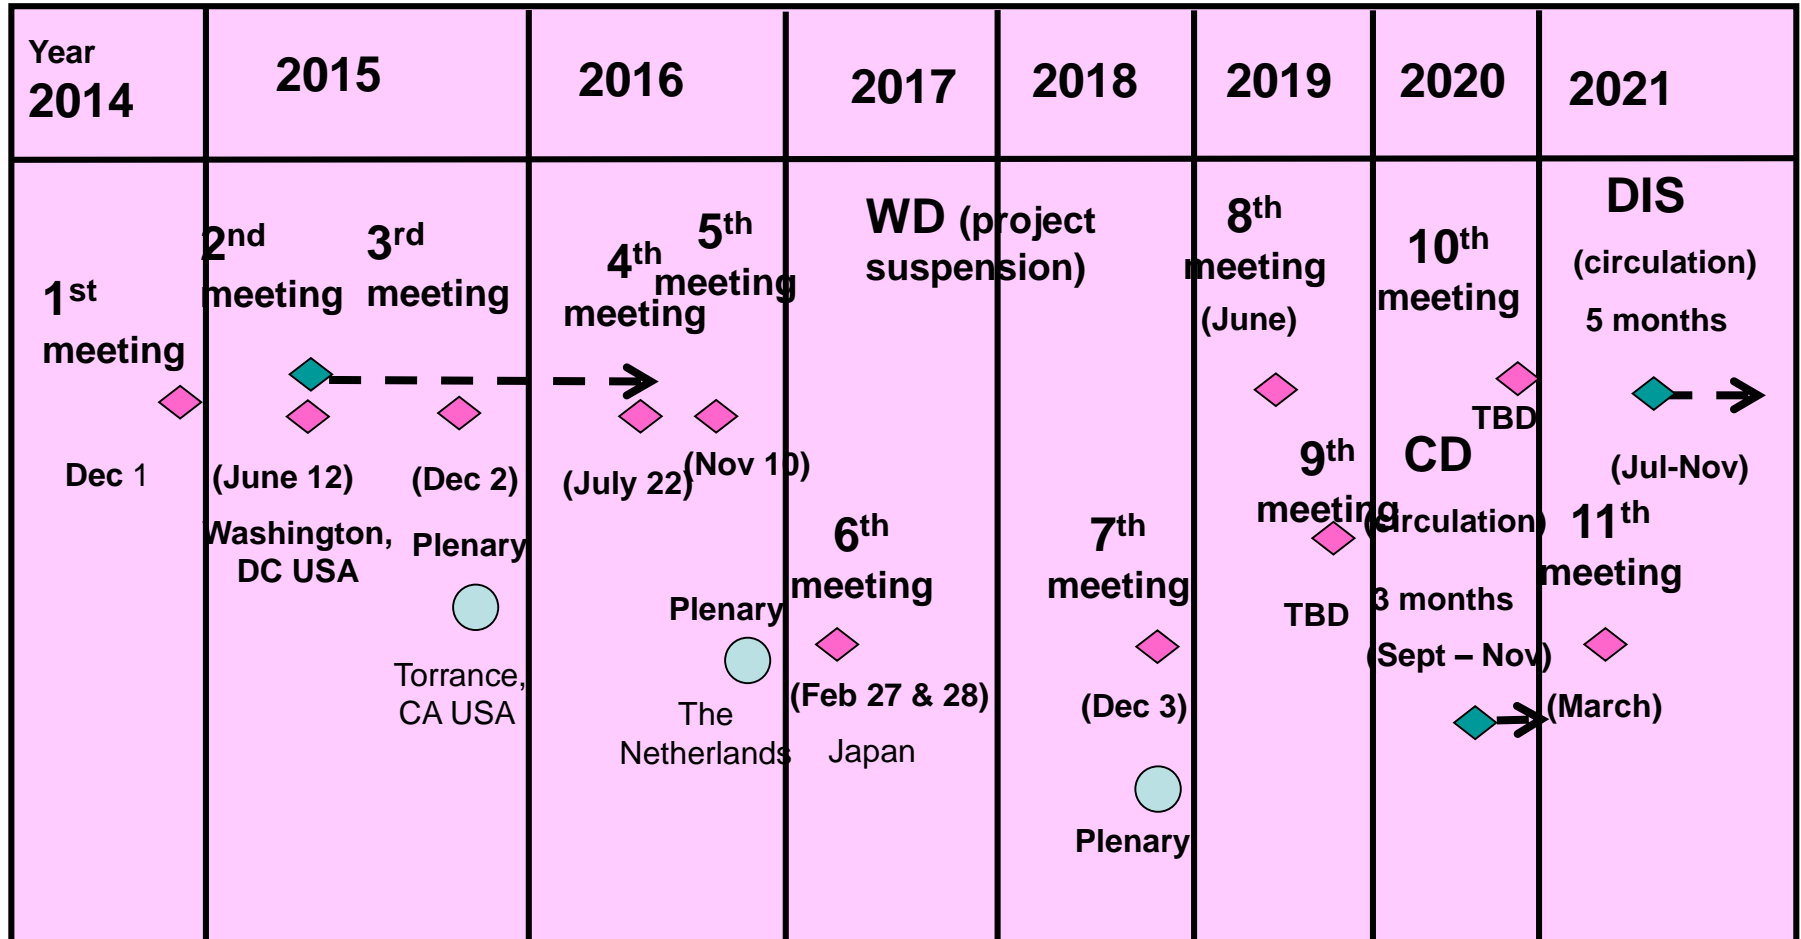 Year
2014
2015
2016
2017
2018
2019
2020
2021
1st
meeting
Dec 1
2nd
meeting
(June 12)
Washington,
DC USA
3rd
meeting
(Dec 2)
Plenary
Torrance,
CA USA
4th
meeting
(July 22)
5th
meeting
(Nov 10)
Plenary
The
Netherlands
WD (project
suspension)
6th
meeting
(Feb 27 & 28)
Japan
7th
meeting
(Dec 3)
Plenary
8th
meeting
(June)
9th
meeting
TBD
10th
meeting
TBD
CD
(circulation)
3 months
(Sept – Nov)
DIS
(circulation)
5 months
(Jul-Nov)
11th
meeting
(March)